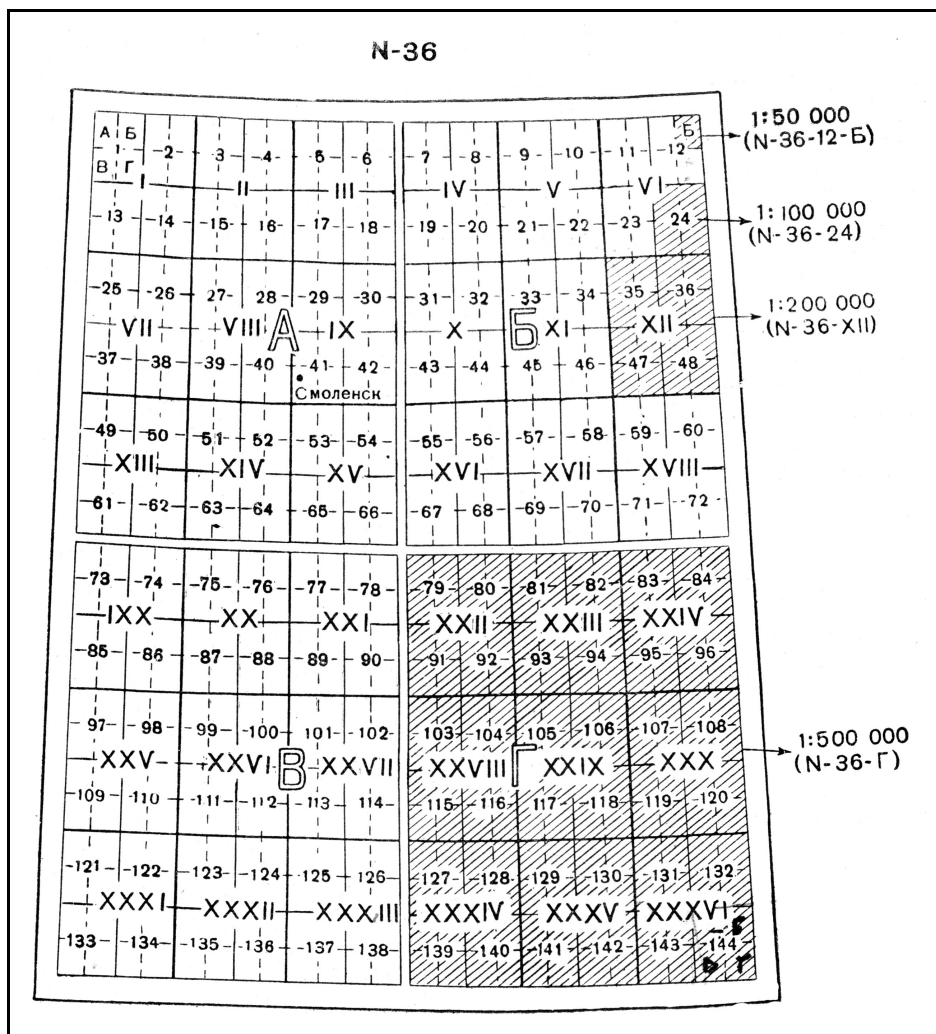 N-36
А Б
1 -2- -3- -4- -5- -6- 7- -8- -9- -10- -11- -12- Б
В Г
I II III IV V VI
-13- -14- -15- 16- -17- -18- -19- -20- 21- -22- -23- 24
1:50 000
(N-36-12-Б)
1:100 000
(N-36-24)
-25- -26- 27- 28- -29- -30- 31- 32- 33- 34- -35- -36-
VII VIII А IX X Б XI XII
-37- 38- -39- -40- -41- 42- -43- -44- 45- 46- -47- -48-
Смоленск
1:200 000
(N-36-XII)
-49- -50- -51- -52- -53- -54- -55- -56- -57- -58- -59- -60-
XIII XIV XV XVI XVII XVIII
-61- -62- -63- -64- -65- -66- -67- -68- -69- -70- -71- -72
-73- -74- -75- -76- -77- -78- -79- -80- -81- -82- -83- -84-
IXX XX XXI XXII XXIII XXIV
-85- -86- -87- -88- -89- -90- -91- -92- -93- -94- -95- -96-
97- -98- -99- -100- 101- -102- -103- -104- -105- -106- -107- -108-
XXV XXVI В XXVII XXVIII Г XXIX XXX
-109- -110- -111- -112- -113- -114- -115- -116- -117- -118- -119- -120
1:500 000
(N-36-Г)
-121- -122- -123- -124- -125- -126- -127- -128- -129- -130- -131- 132
XXXI XXXII XXXIII XXXIV XXXV XXXVI
-133- -134- -135- -136- -137- -138- -139- -140- -141- -142- -143- -144
Г